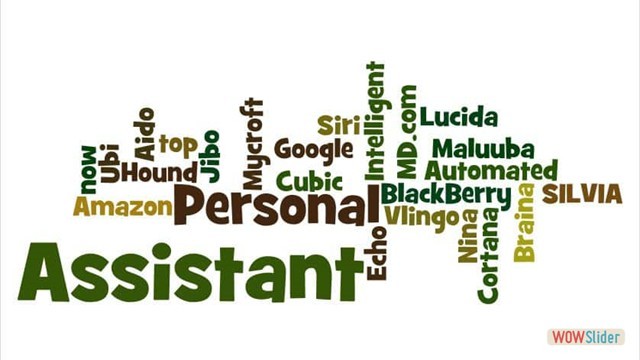 Intelligent
MD.com
Lucida
Mycroft
Aido
Siri
top
Jibo
Google
Maluuba
now
Ubi
Hound
Cubic
Automated
Amazon
Personal
BlackBerry
Braina
SILVIA
Vlingo
Nina
Cortana
Echo
Assistant
WOWSlider